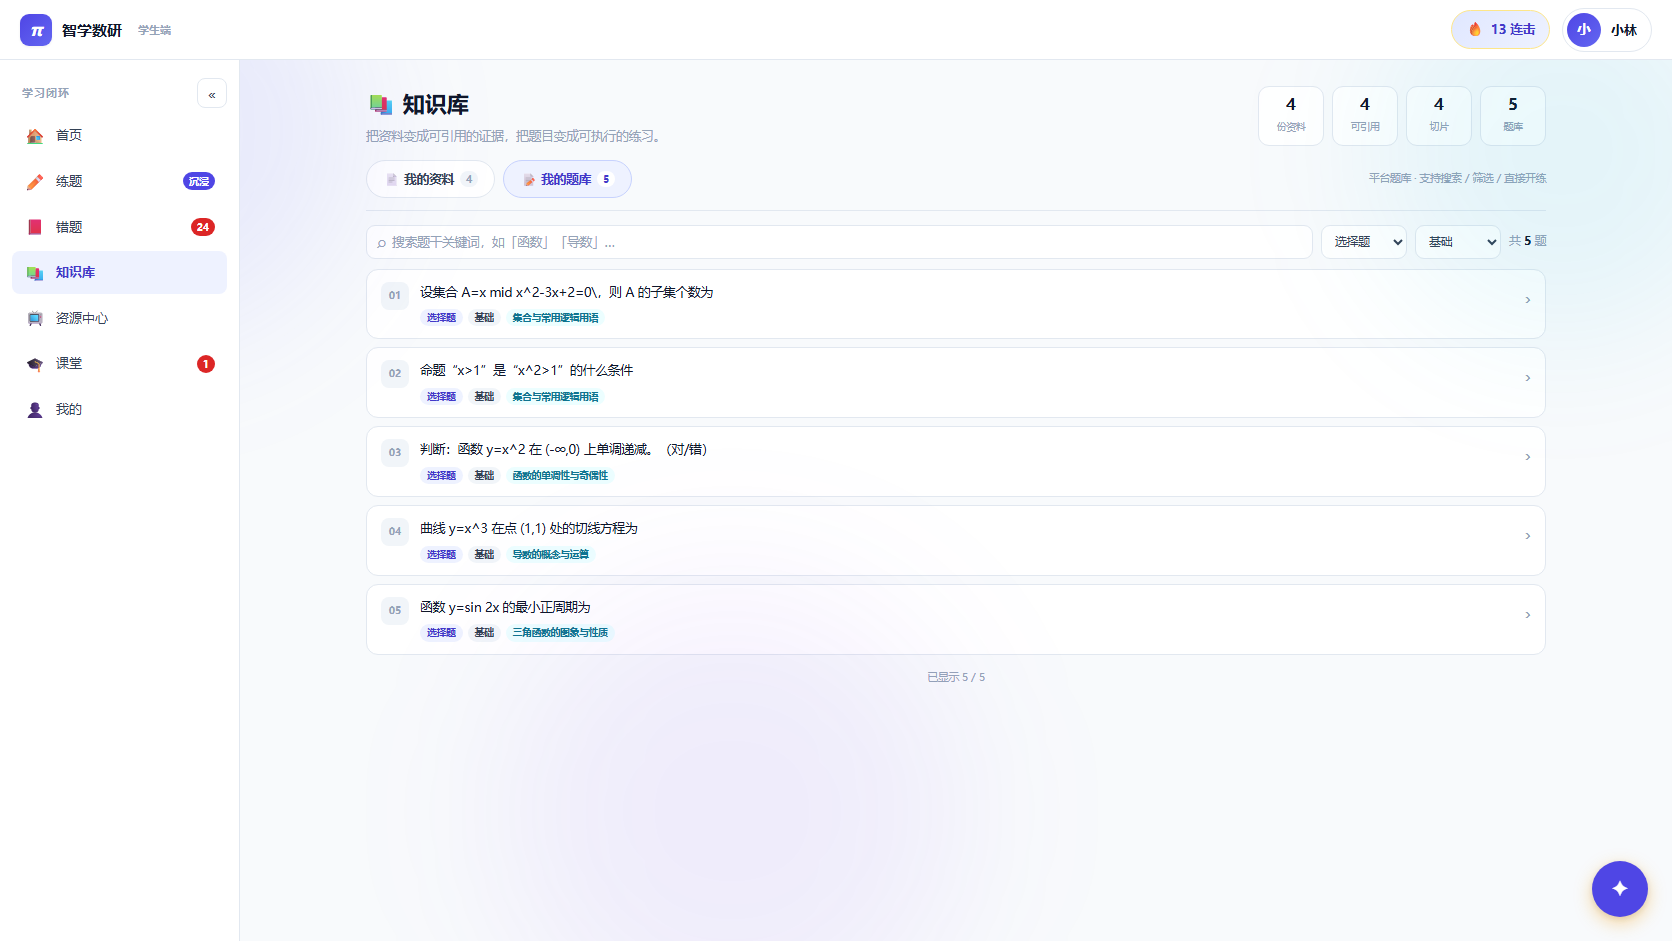 π 智学数研 学生端
13 连击
小 小林
学习闭环
«
首页
练题 沉浸
错题 24
知识库
资源中心
课堂 1
我的
知识库
把资料变成可引用的证据，把题目变成可执行的练习。
4 份资料
4 可引用
4 切片
5 题库
我的资料 4
我的题库 5
平台题库 · 支持搜索 / 筛选 / 直接开练
搜索题干关键词，如「函数」「导数」...
选择题
基础
共 5 题
01 设集合 A=x mid x^2-3x+2=0\，则 A 的子集个数为 ›
选择题 基础 集合与常用逻辑用语
02 命题“x>1”是“x^2>1”的什么条件 ›
选择题 基础 集合与常用逻辑用语
03 判断：函数 y=x^2 在 (-∞,0) 上单调递减。（对/错） ›
选择题 基础 函数的单调性与奇偶性
04 曲线 y=x^3 在点 (1,1) 处的切线方程为 ›
选择题 基础 导数的概念与运算
05 函数 y=sin 2x 的最小正周期为 ›
选择题 基础 三角函数的图象与性质
已显示 5 / 5